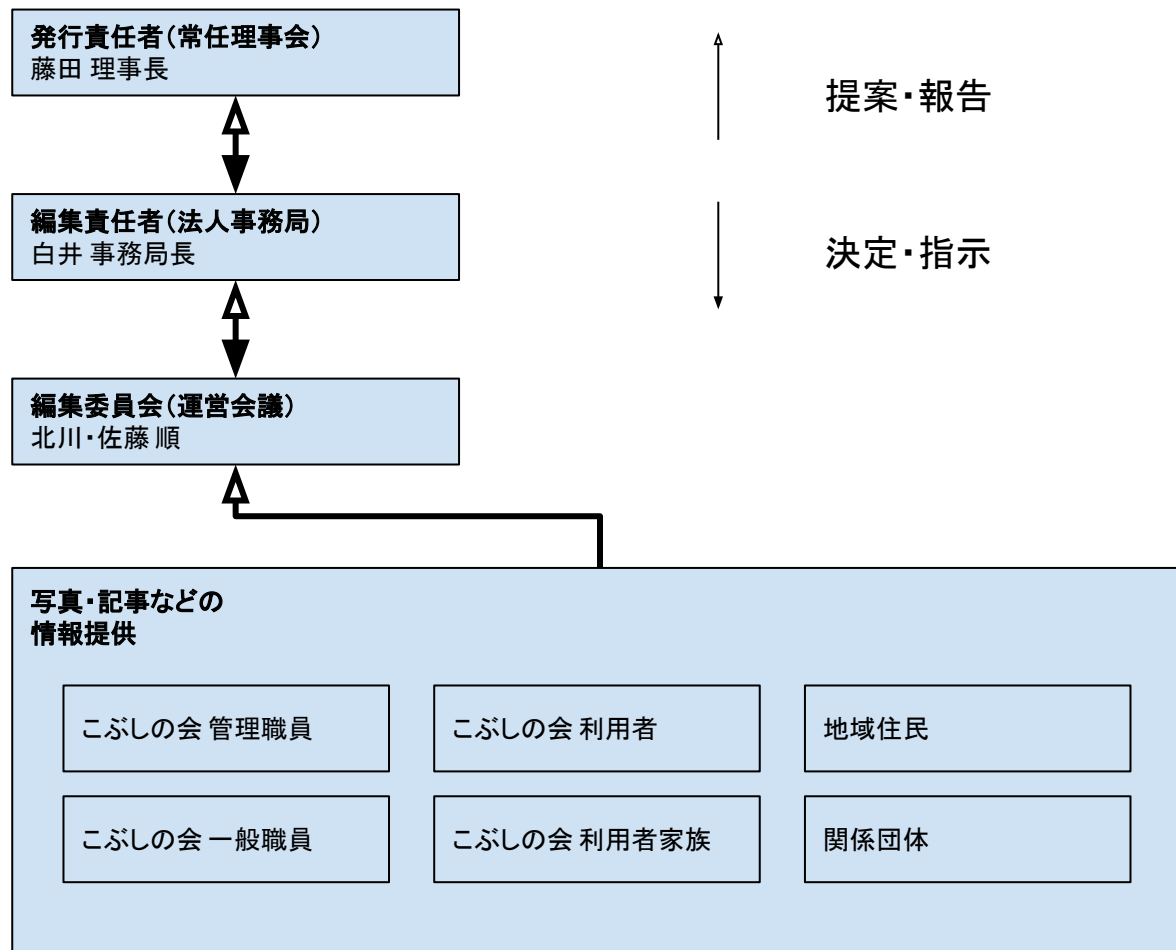 発行責任者(常任理事会)
藤田 理事長
提案・報告
編集責任者(法人事務局)
白井 事務局長
決定・指示
編集委員会(運営会議)
北川・佐藤 順
写真・記事などの
情報提供
こぶしの会 管理職員
こぶしの会 利用者
地域住民
こぶしの会 一般職員
こぶしの会 利用者家族
関係団体